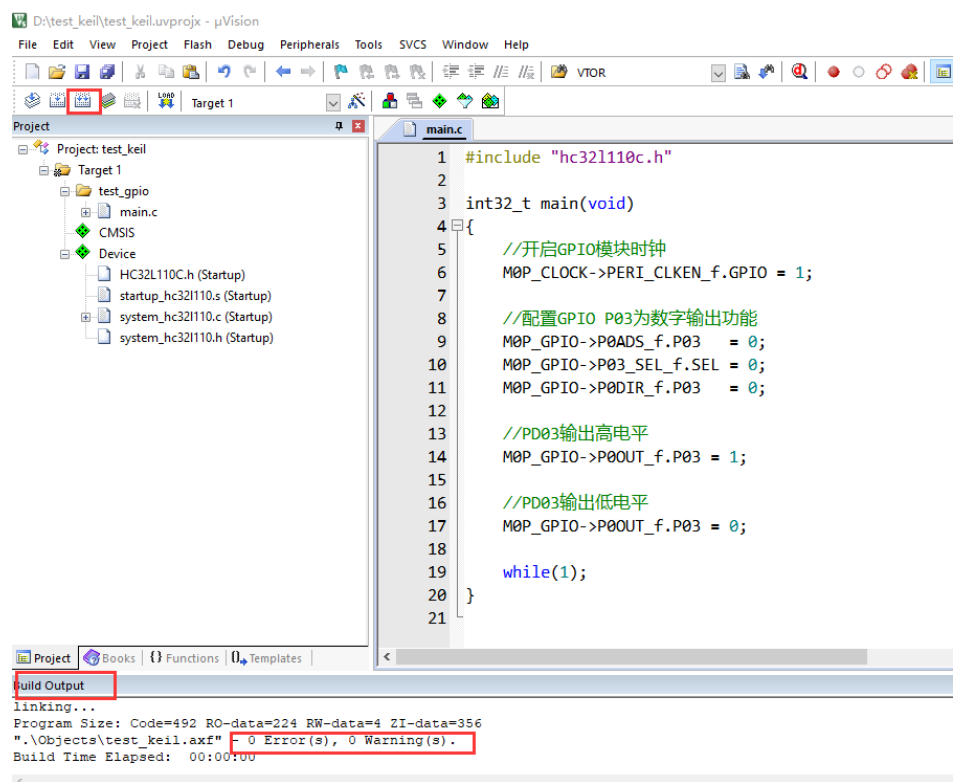 D:\test_keil\test_keil.uvprojx - µVision
File Edit View Project Flash Debug Peripherals Tools SVCS Window Help
VTOR
LOAD Target 1
Project
Project: test_keil
Target 1
test_gpio
main.c
CMSIS
Device
HC32L110C.h (Startup)
startup_hc32l110.s (Startup)
system_hc32l110.c (Startup)
system_hc32l110.h (Startup)
Project Books {} Functions Templates
main.c
1 #include "hc32l110c.h"
2
3 int32_t main(void)
4 {
5 //开启GPIO模块时钟
6 M0P_CLOCK->PERI_CLKEN_f.GPIO = 1;
7
8 //配置GPIO P03为数字输出功能
9 M0P_GPIO->P0ADS_f.P03 = 0;
10 M0P_GPIO->P03_SEL_f.SEL = 0;
11 M0P_GPIO->P0DIR_f.P03 = 0;
12
13 //PD03输出高电平
14 M0P_GPIO->P0OUT_f.P03 = 1;
15
16 //PD03输出低电平
17 M0P_GPIO->P0OUT_f.P03 = 0;
18
19 while(1);
20 }
21
Build Output
linking...
Program Size: Code=492 RO-data=224 RW-data=4 ZI-data=356
".\Objects\test_keil.axf" - 0 Error(s), 0 Warning(s).
Build Time Elapsed: 00:00:00